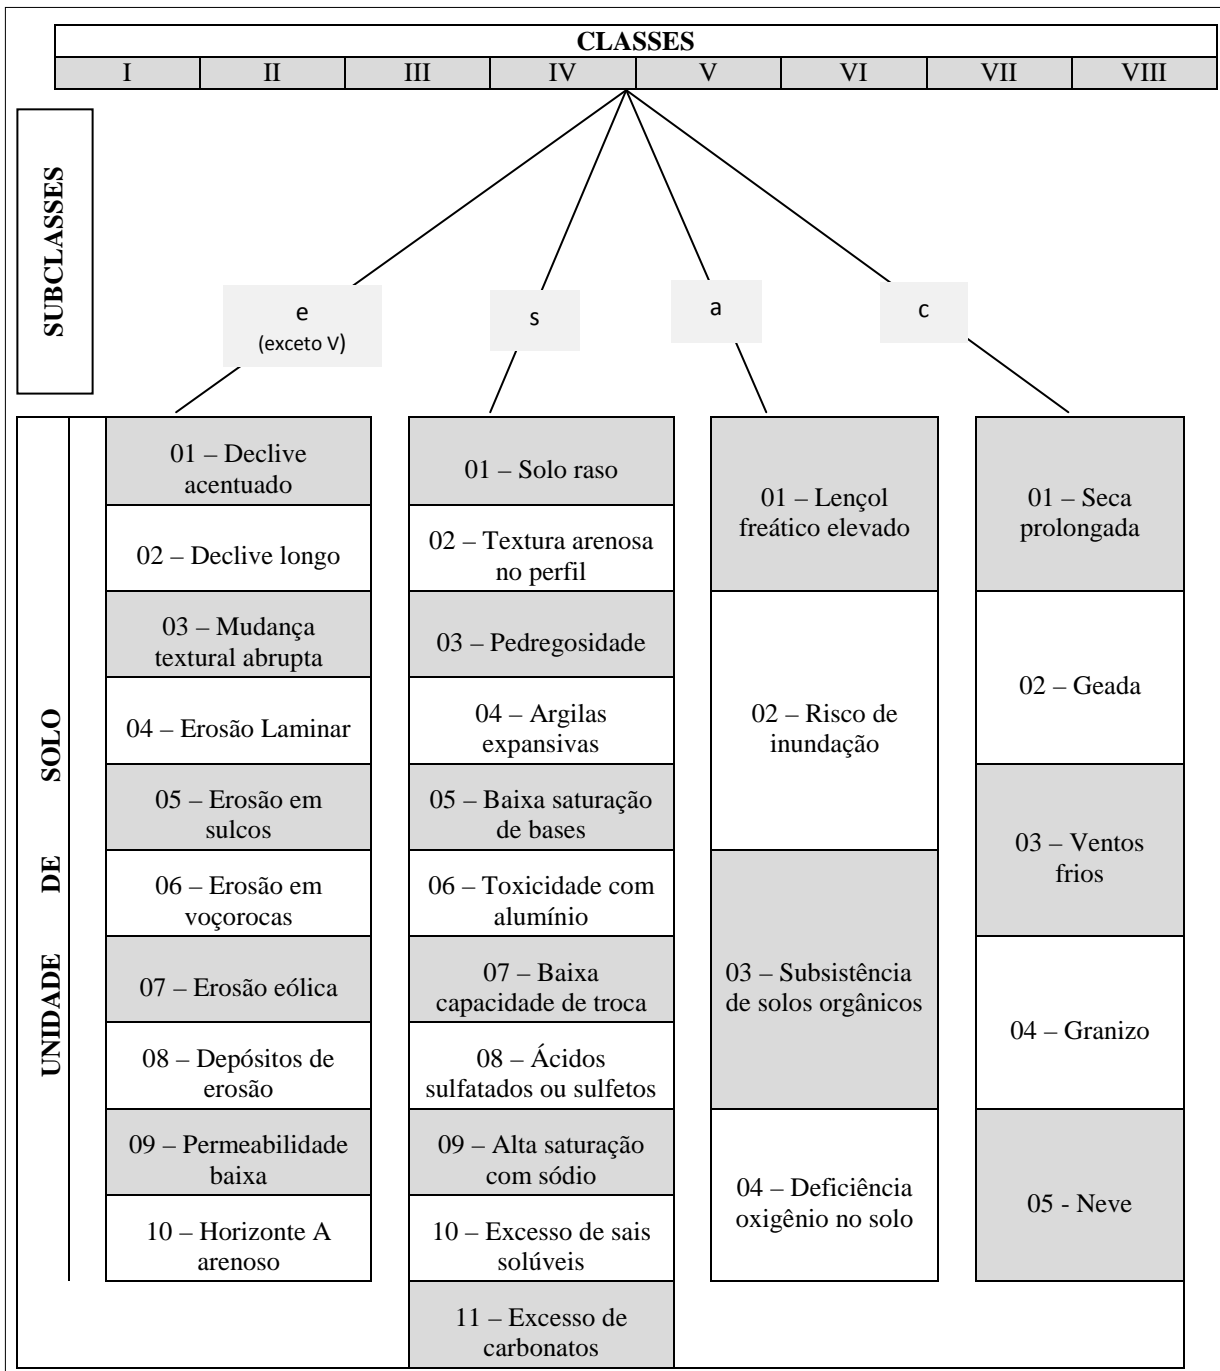 CLASSES
I II III IV V VI VII VIII
SUBCLASSES
e
(exceto V)
s
a
c
UNIDADE DE SOLO
01 – Declive
acentuado
02 – Declive longo
03 – Mudança
textural abrupta
04 – Erosão Laminar
05 – Erosão em
sulcos
06 – Erosão em
voçorocas
07 – Erosão eólica
08 – Depósitos de
erosão
09 – Permeabilidade
baixa
10 – Horizonte A
arenoso
01 – Solo raso
02 – Textura arenosa
no perfil
03 – Pedregosidade
04 – Argilas
expansivas
05 – Baixa saturação
de bases
06 – Toxicidade com
alumínio
07 – Baixa
capacidade de troca
08 – Ácidos
sulfatados ou sulfetos
09 – Alta saturação
com sódio
10 – Excesso de sais
solúveis
11 – Excesso de
carbonatos
01 – Lençol
freático elevado
02 – Risco de
inundação
03 – Subsistência
de solos orgânicos
04 – Deficiência
oxigênio no solo
01 – Seca
prolongada
02 – Geada
03 – Ventos
frios
04 – Granizo
05 - Neve